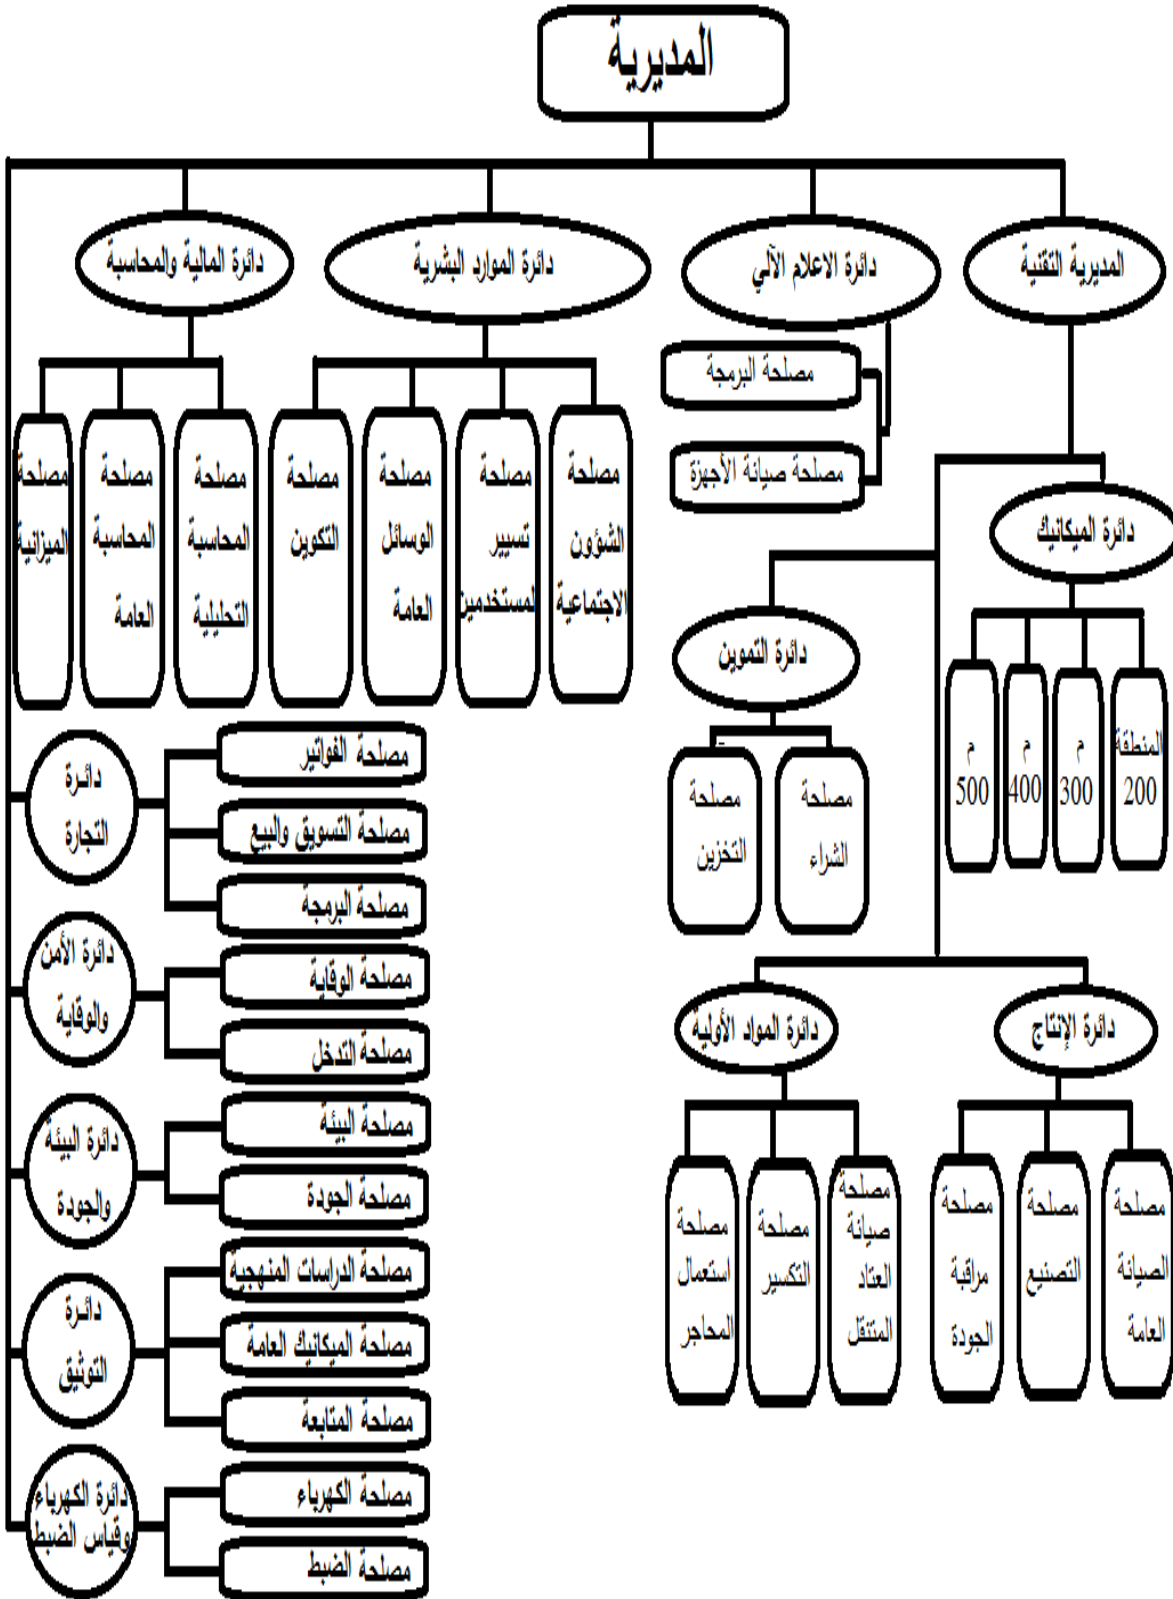 المديرية
المديرية التقنية
دائرة الاعلام الآلي
دائرة الموارد البشرية
دائرة المالية والمحاسبة
مصلحة البرمجة
مصلحة صيانة الأجهزة
مصلحة
الشؤون
الاجتماعية
مصلحة
تسيير
لمستخدمين
مصلحة
الوسائل
العامة
مصلحة
التكوين
مصلحة
المحاسبة
التحليلية
مصلحة
المحاسبة
العامة
مصلحة
الميزانية
دائرة الميكانيك
المنطقة
200
م
300
م
400
م
500
دائرة التموين
مصلحة
الشراء
مصلحة
التخزين
دائرة الإنتاج
مصلحة
الصيانة
العامة
مصلحة
التصنيع
مصلحة
مراقبة
الجودة
دائرة المواد الأولية
مصلحة
صيانة
العتاد
المتنقل
مصلحة
التكسير
مصلحة
استعمال
المحاجر
دائرة
التجارة
مصلحة الفواتير
مصلحة التسويق والبيع
مصلحة البرمجة
دائرة الأمن
والوقاية
مصلحة الوقاية
مصلحة التدخل
دائرة البيئة
والجودة
مصلحة البيئة
مصلحة الجودة
دائرة
التوثيق
مصلحة الدراسات المنهجية
مصلحة الميكانيك العامة
مصلحة المتابعة
دائرة الكهرباء
وقياس الضبط
مصلحة الكهرباء
مصلحة الضبط